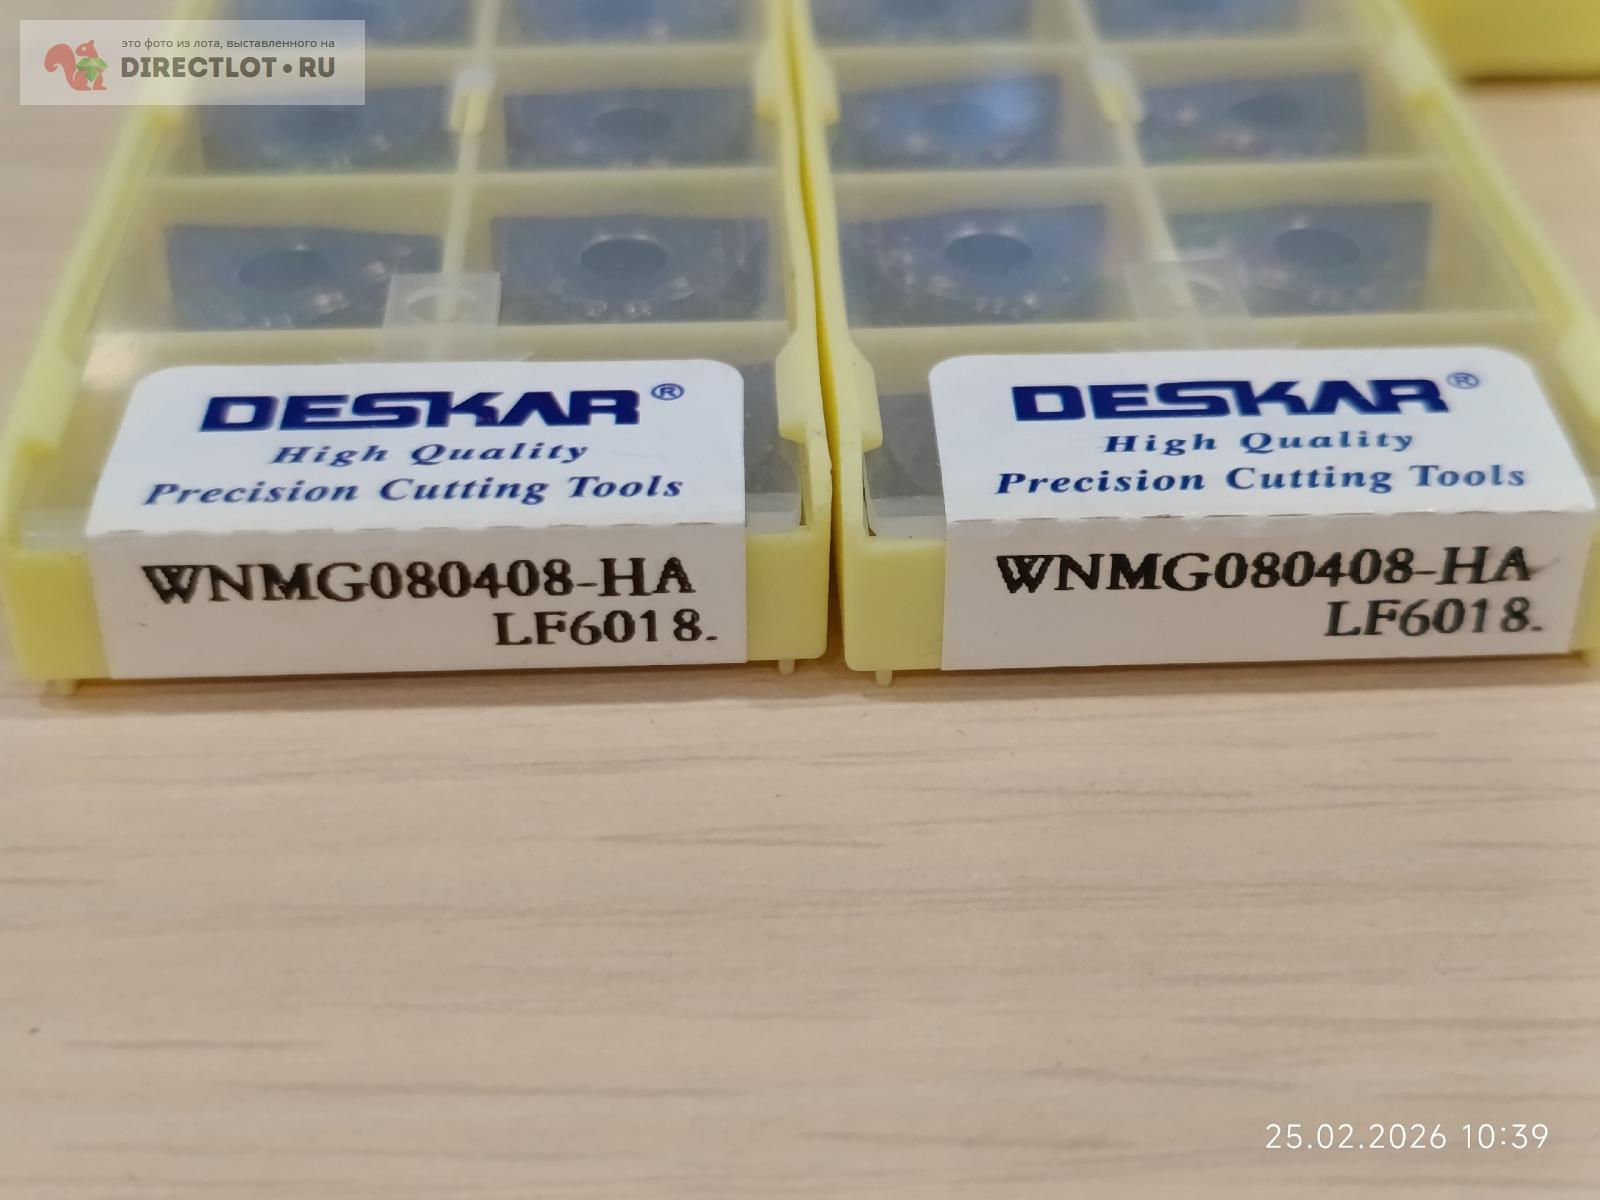 это фото из лота, выставленного на
DIRECTLOT•RU
DESKAR®
High Quality
Precision Cutting Tools
WNMG080408-HA
LF6018.
DESKAR®
High Quality
Precision Cutting Tools
WNMG080408-HA
LF6018.
25.02.2026 10:39